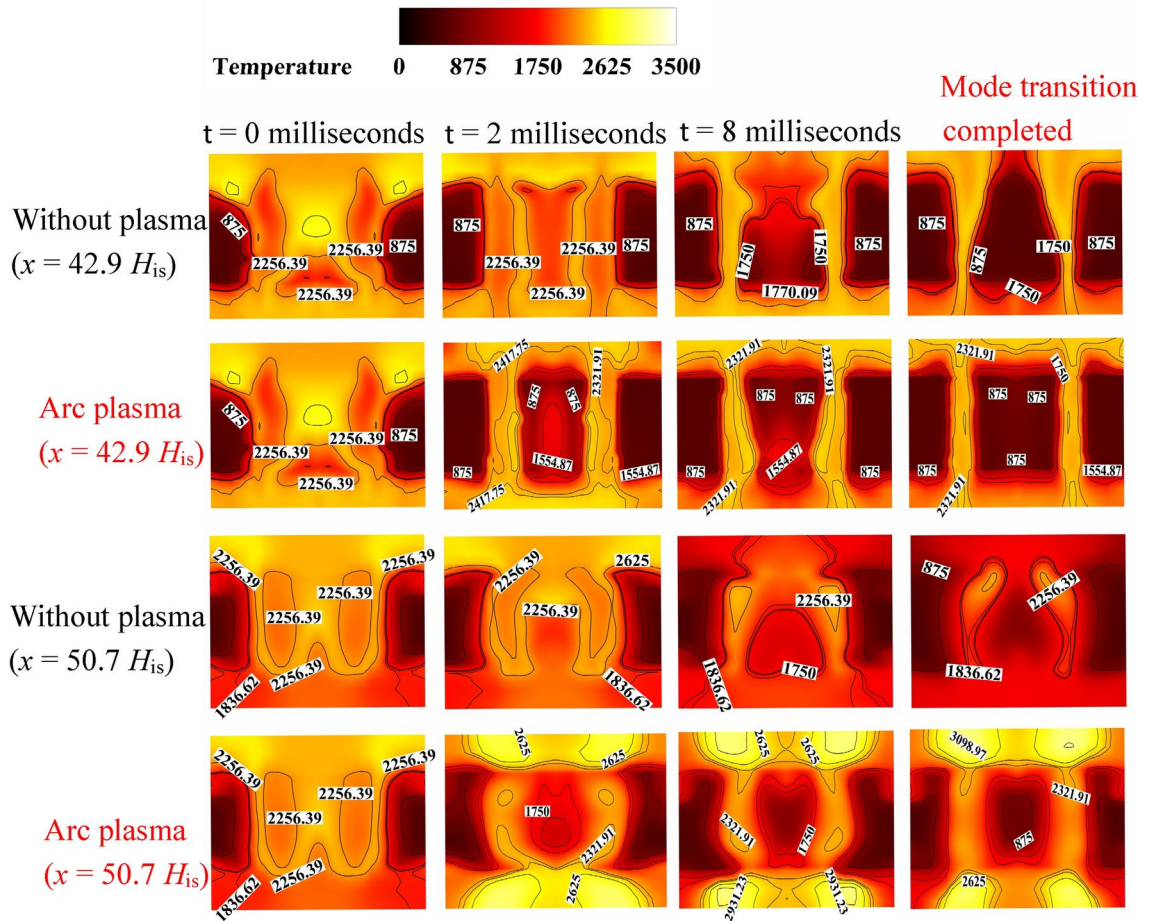 Temperature 0 875 1750 2625 3500
Mode transition
completed
t = 0 milliseconds t = 2 milliseconds t = 8 milliseconds
Without plasma
(x = 42.9 His)
875 2256.39 2256.39 875
2256.39
875 2256.39 2256.39 875
2256.39
1750 1750 875
1770.09
875 875 1750 875
1750
Arc plasma
(x = 42.9 His)
875 2256.39 2256.39 875
2256.39
2417.75 2321.91
875 875
875 1554.87 1554.87
2417.75
2321.91 2321.91
875 875
875 1554.87 875
2321.91
2321.91 1750
875 875
875 875 1554.87
2321.91
Without plasma
(x = 50.7 His)
2256.39 2256.39
2256.39 2256.39
1836.62 2256.39
2256.39 2625
2256.39
1836.62
2256.39
1836.62 1750
875 2256.39
1836.62
Arc plasma
(x = 50.7 His)
2256.39 2256.39
2256.39 2256.39
1836.62 2256.39
2625 2625
1750
2321.91
2625
2625 2625
2321.91 1750
2931.23 2931.23
3098.97
2321.91
875
2625